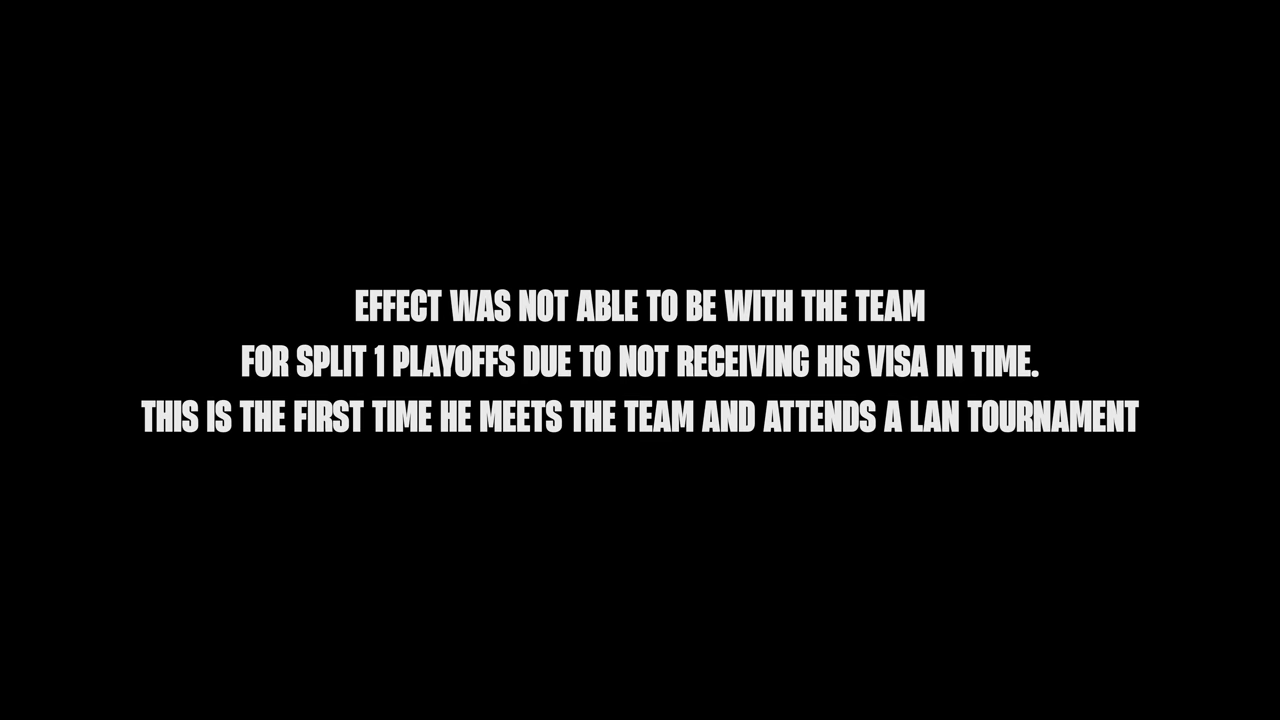 EFFECT WAS NOT ABLE TO BE WITH THE TEAM
FOR SPLIT 1 PLAYOFFS DUE TO NOT RECEIVING HIS VISA IN TIME.
THIS IS THE FIRST TIME HE MEETS THE TEAM AND ATTENDS A LAN TOURNAMENT